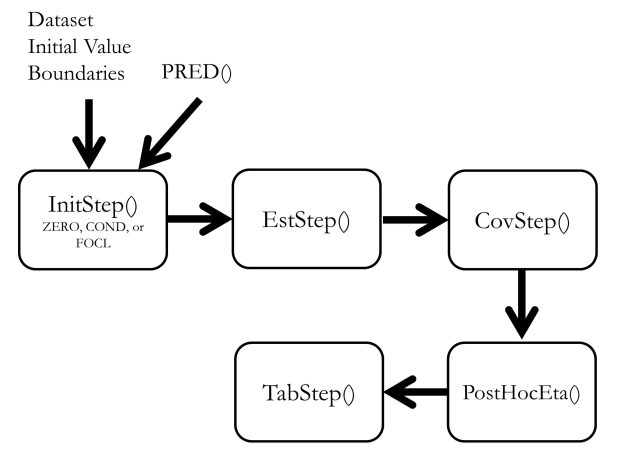 Dataset
Initial Value
Boundaries
PRED()
InitStep()
ZERO, COND, or
FOCL
EstStep()
CovStep()
TabStep()
PostHocEta()